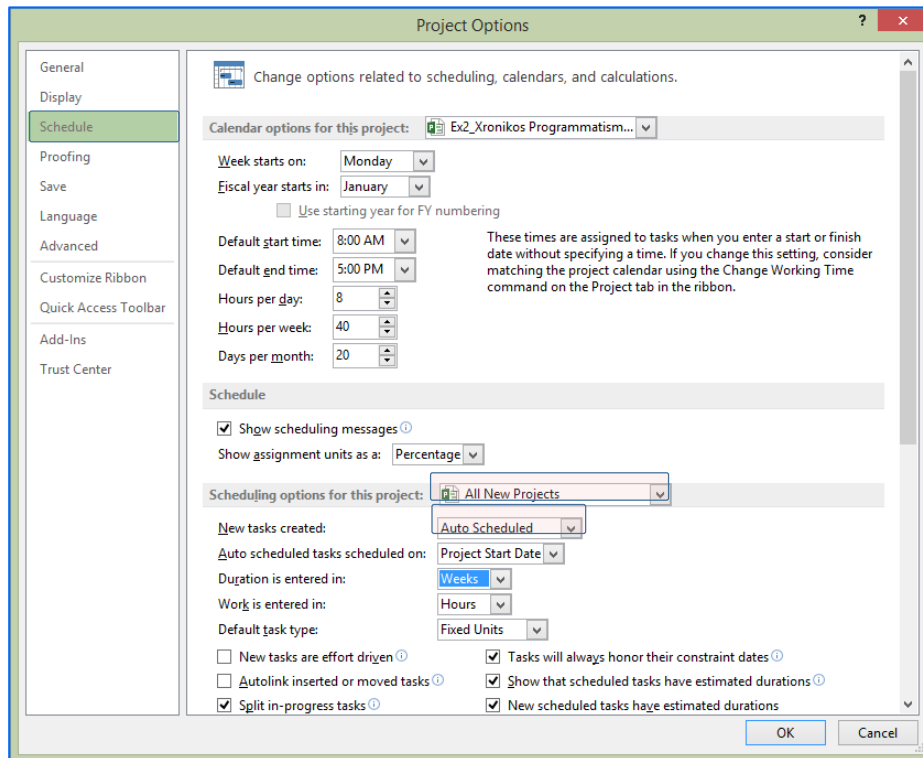 Project Options
? ×
General
Display
Schedule
Proofing
Save
Language
Advanced
Customize Ribbon
Quick Access Toolbar
Add-Ins
Trust Center
Change options related to scheduling, calendars, and calculations.
Calendar options for this project: Ex2_Xronikos Programmatism...
Week starts on: Monday
Fiscal year starts in: January
Use starting year for FY numbering
Default start time: 8:00 AM
Default end time: 5:00 PM
Hours per day: 8
Hours per week: 40
Days per month: 20
These times are assigned to tasks when you enter a start or finish
date without specifying a time. If you change this setting, consider
matching the project calendar using the Change Working Time
command on the Project tab in the ribbon.
Schedule
Show scheduling messages
Show assignment units as a: Percentage
Scheduling options for this project: All New Projects
New tasks created: Auto Scheduled
Auto scheduled tasks scheduled on: Project Start Date
Duration is entered in: Weeks
Work is entered in: Hours
Default task type: Fixed Units
New tasks are effort driven Tasks will always honor their constraint dates
Autolink inserted or moved tasks Show that scheduled tasks have estimated durations
Split in-progress tasks New scheduled tasks have estimated durations
OK Cancel